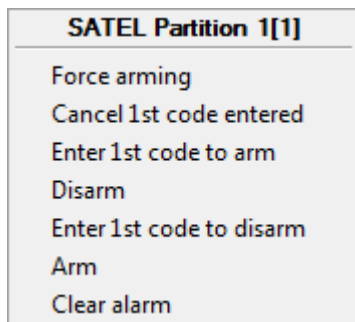 SATEL Partition 1[1]
Force arming
Cancel 1st code entered
Enter 1st code to arm
Disarm
Enter 1st code to disarm
Arm
Clear alarm